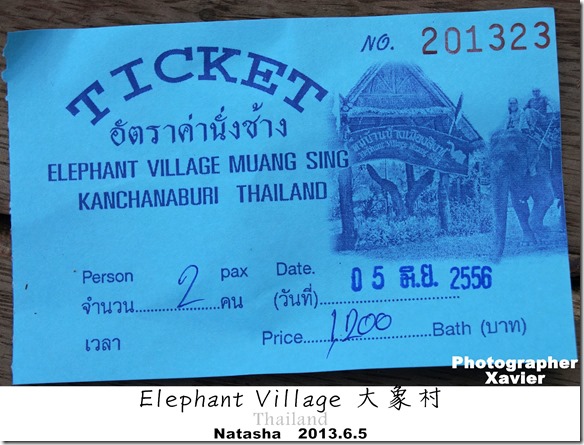 NO. 201323
TICKET
อัตราค่านั่งช้าง
ELEPHANT VILLAGE MUANG SING
KANCHANABURI THAILAND
Person 2 pax Date. 05 มิ.ย. 2556
จำนวน คน (วันที่)
เวลา Price 1,200 Bath (บาท)
Photographer
Xavier
Elephant Village 大象村
Thailand
Natasha 2013.6.5